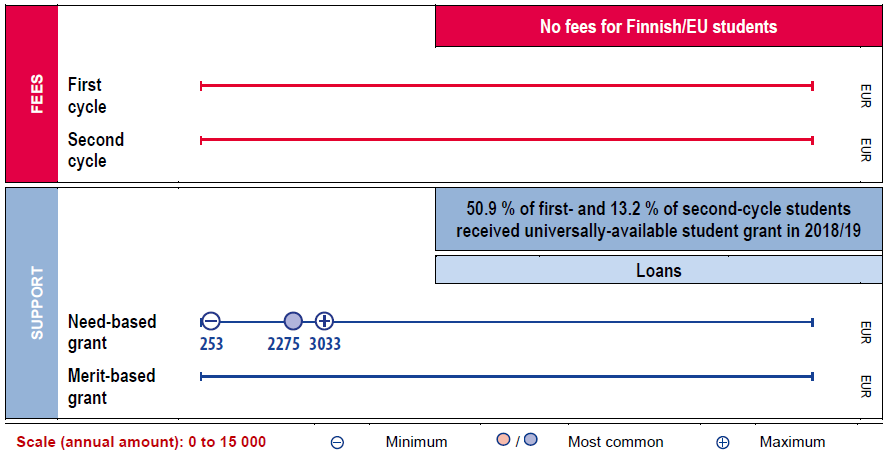 No fees for Finnish/EU students
FEES
First
cycle
EUR
Second
cycle
EUR
50.9 % of first- and 13.2 % of second-cycle students
received universally-available student grant in 2018/19
Loans
SUPPORT
Need-based
grant
253 2275 3033
EUR
Merit-based
grant
EUR
Scale (annual amount): 0 to 15 000 Minimum / Most common Maximum